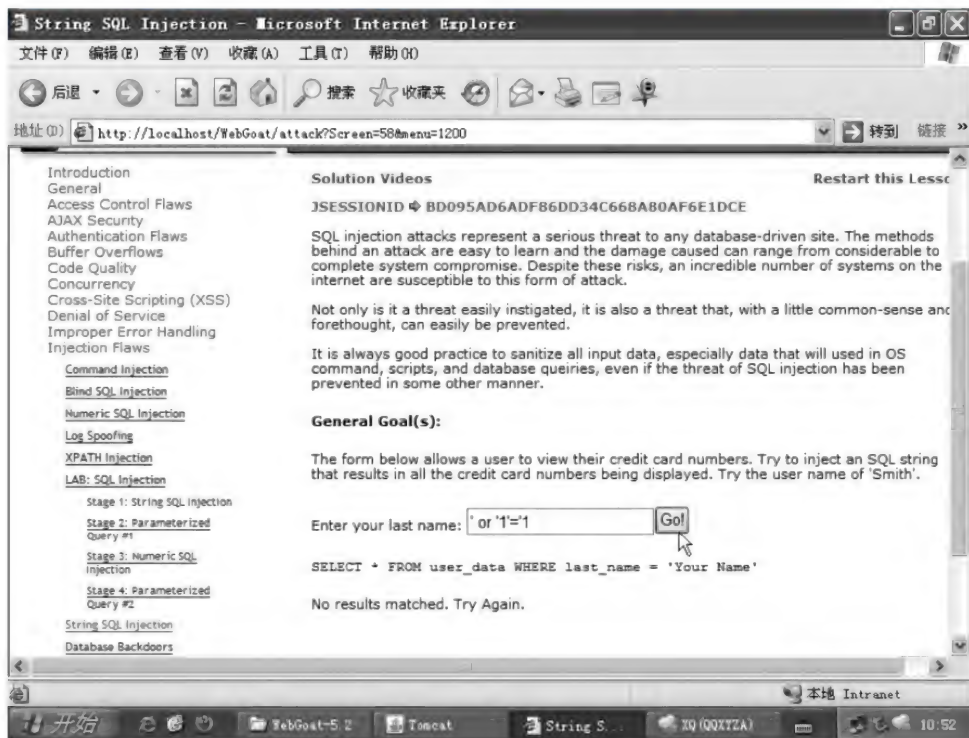 String SQL Injection - Microsoft Internet Explorer
文件(F) 编辑(E) 查看(V) 收藏(A) 工具(T) 帮助(H)
后退 搜索 收藏夹
地址(D) http://localhost/WebGoat/attack?Screen=58&menu=1200 转到 链接 »
Introduction
General
Access Control Flaws
AJAX Security
Authentication Flaws
Buffer Overflows
Code Quality
Concurrency
Cross-Site Scripting (XSS)
Denial of Service
Improper Error Handling
Injection Flaws
Command Injection
Blind SQL Injection
Numeric SQL Injection
Log Spoofing
XPATH Injection
LAB: SQL Injection
Stage 1: String SQL Injection
Stage 2: Parameterized
Query #1
Stage 3: Numeric SQL
Injection
Stage 4: Parameterized
Query #2
String SQL Injection
Database Backdoors
Solution Videos Restart this Lessc
JSESSIONID BD095AD6ADF86DD34C668A80AF6E1DCE
SQL injection attacks represent a serious threat to any database-driven site. The methods
behind an attack are easy to learn and the damage caused can range from considerable to
complete system compromise. Despite these risks, an incredible number of systems on the
internet are susceptible to this form of attack.
Not only is it a threat easily instigated, it is also a threat that, with a little common-sense and
forethought, can easily be prevented.
It is always good practice to sanitize all input data, especially data that will used in OS
command, scripts, and database queiries, even if the threat of SQL injection has been
prevented in some other manner.
General Goal(s):
The form below allows a user to view their credit card numbers. Try to inject an SQL string
that results in all the credit card numbers being displayed. Try the user name of 'Smith'.
Enter your last name: ' or '1'='1 Go!
SELECT * FROM user_data WHERE last_name = 'Your Name'
No results matched. Try Again.
本地 Intranet
开始 WebGoat-5.2 Tomcat String S... XQ (QQXTZA) 10:52